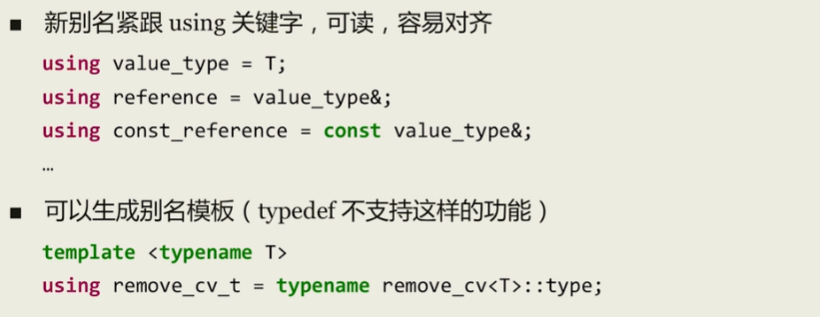 ■ 新别名紧跟 using 关键字，可读，容易对齐
using value_type = T;
using reference = value_type&;
using const_reference = const value_type&;
…
■ 可以生成别名模板（typedef 不支持这样的功能）
template <typename T>
using remove_cv_t = typename remove_cv<T>::type;